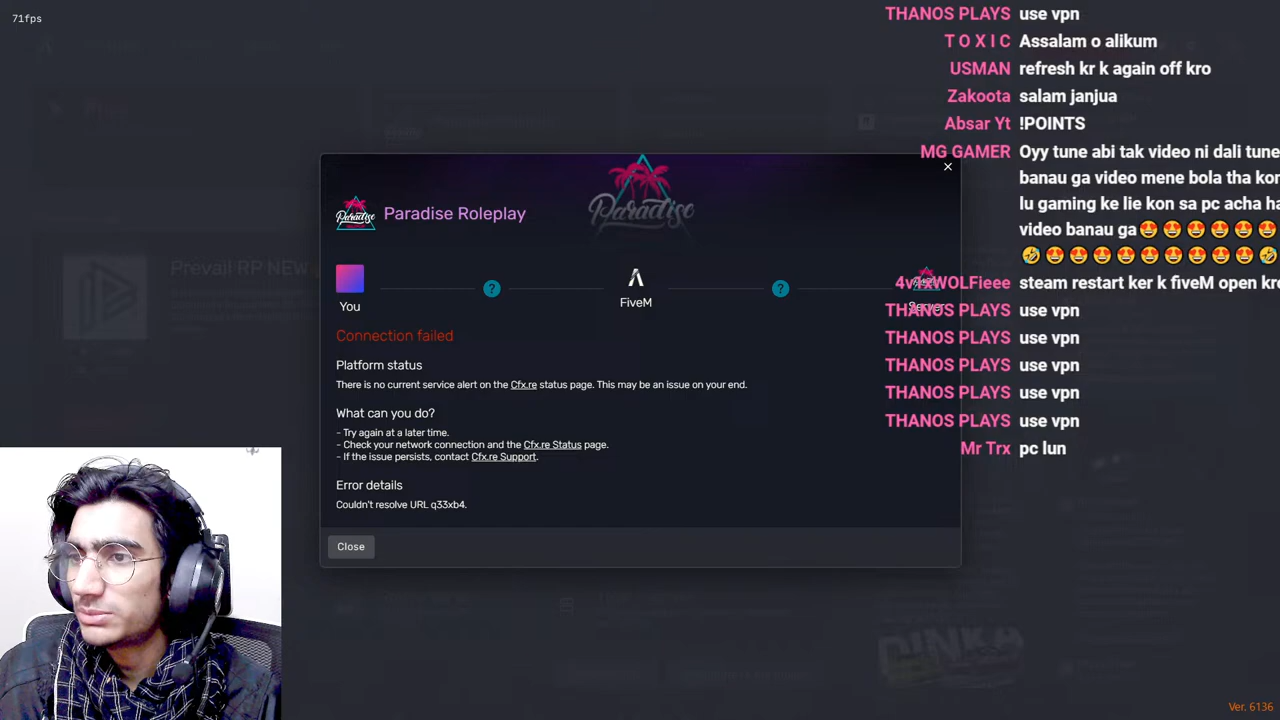 71fps
THANOS PLAYS use vpn
T O X I C Assalam o alikum
USMAN refresh kr k again off kro
Zakoota salam janjua
Absar Yt !POINTS
MG GAMER Oyy tune abi tak video ni dali tune
banau ga video mene bola tha kon
lu gaming ke lie kon sa pc acha ha
video banau ga😍😍😍😍😍😍
🤣😍😍😍😍😍😍😍😍🤣
steam restart ker k fiveM open kro
THANOS PLAYS use vpn
THANOS PLAYS use vpn
THANOS PLAYS use vpn
THANOS PLAYS use vpn
THANOS PLAYS use vpn
Mr Trx pc lun
Paradise
Paradise
Paradise Roleplay
Prevail RP NEW
You
?
FiveM
?
Connection failed
Platform status
There is no current service alert on the Cfx.re status page. This may be an issue on your end.
What can you do?
- Try again at a later time.
- Check your network connection and the Cfx.re Status page.
- If the issue persists, contact Cfx.re Support.
Error details
Couldn't resolve URL q33xb4.
Close
DINKA
Ver. 6136